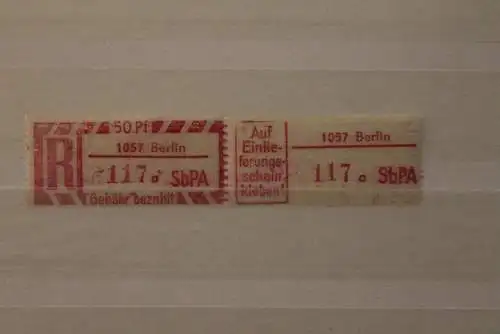 50 Pf
R
1057 Berlin
117 a SbPA
Gebühr bezahlt
Auf
Einlie-
ferungs-
schein
kleben!
1057 Berlin
117 a SbPA